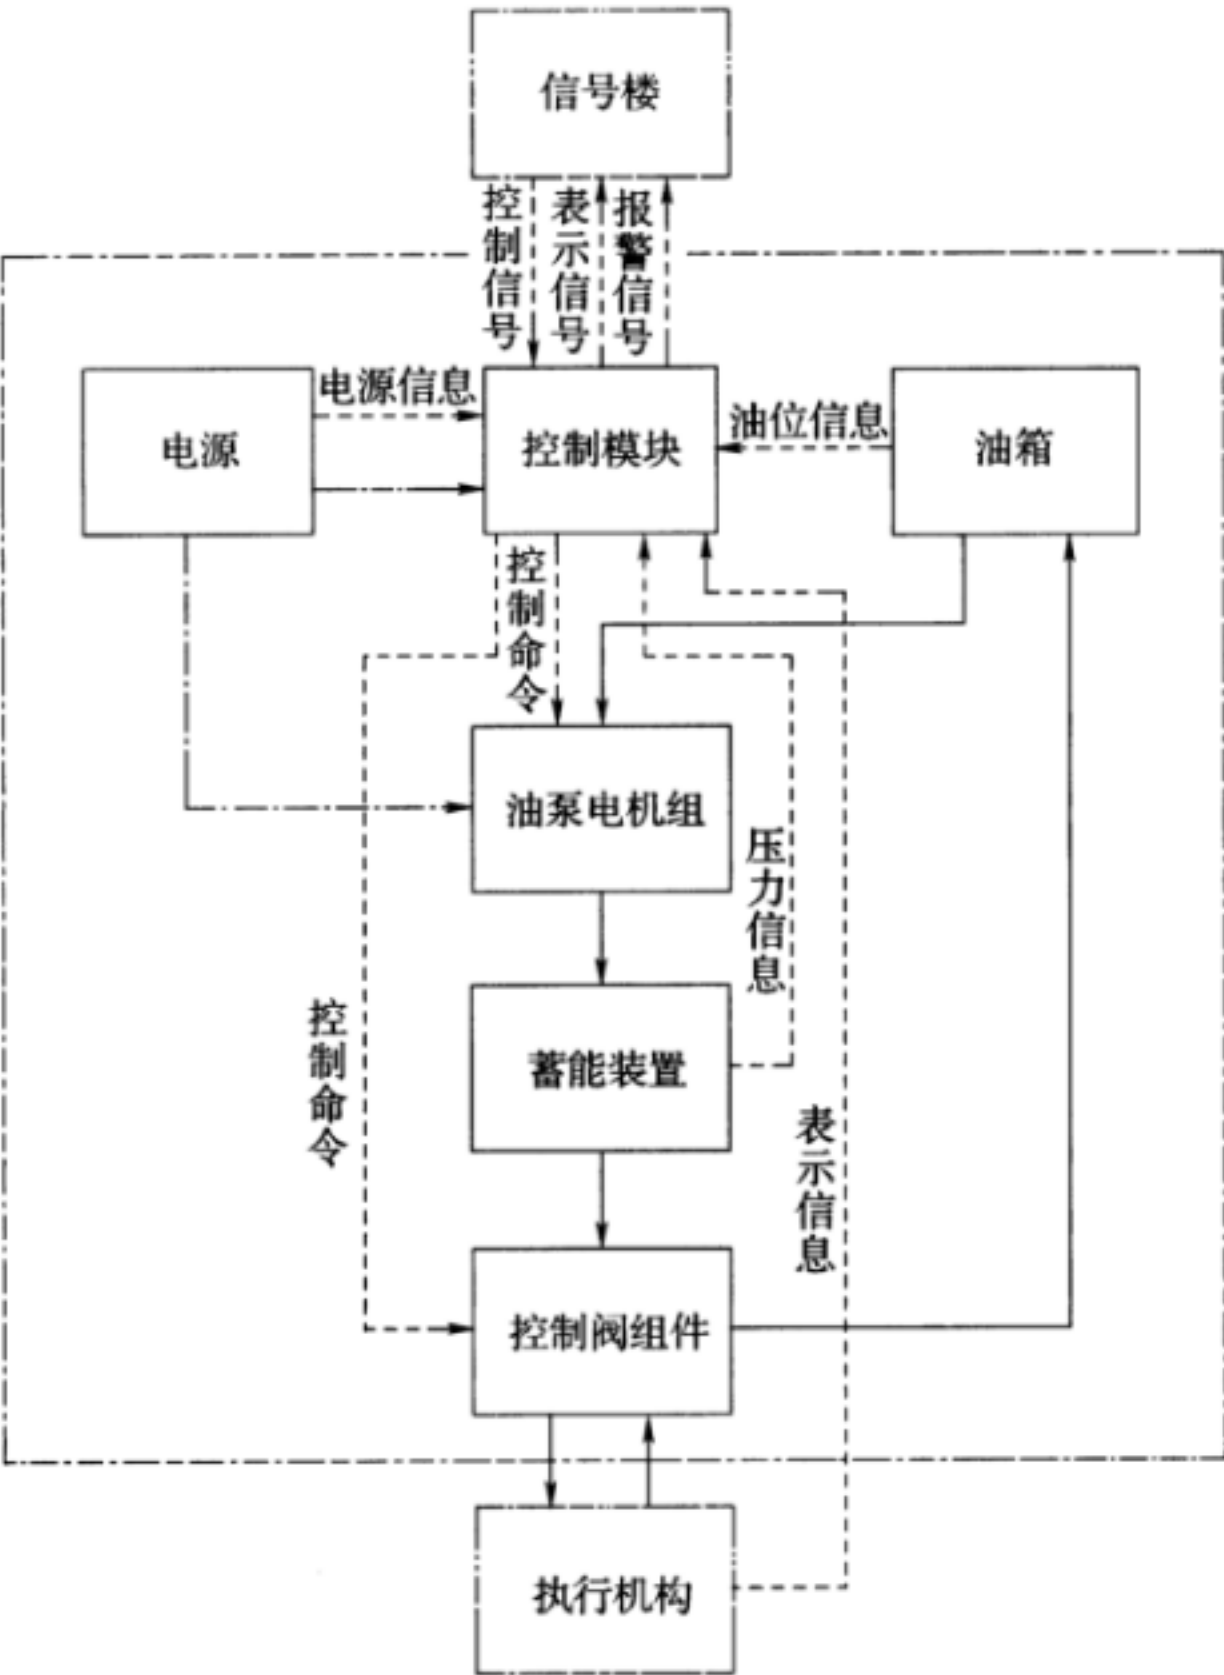 信号楼
控制信号
表示信号
报警信号
电源信息
电源
控制模块
油位信息
油箱
控制命令
油泵电机组
压力信息
控制命令
蓄能装置
表示信息
控制阀组件
执行机构